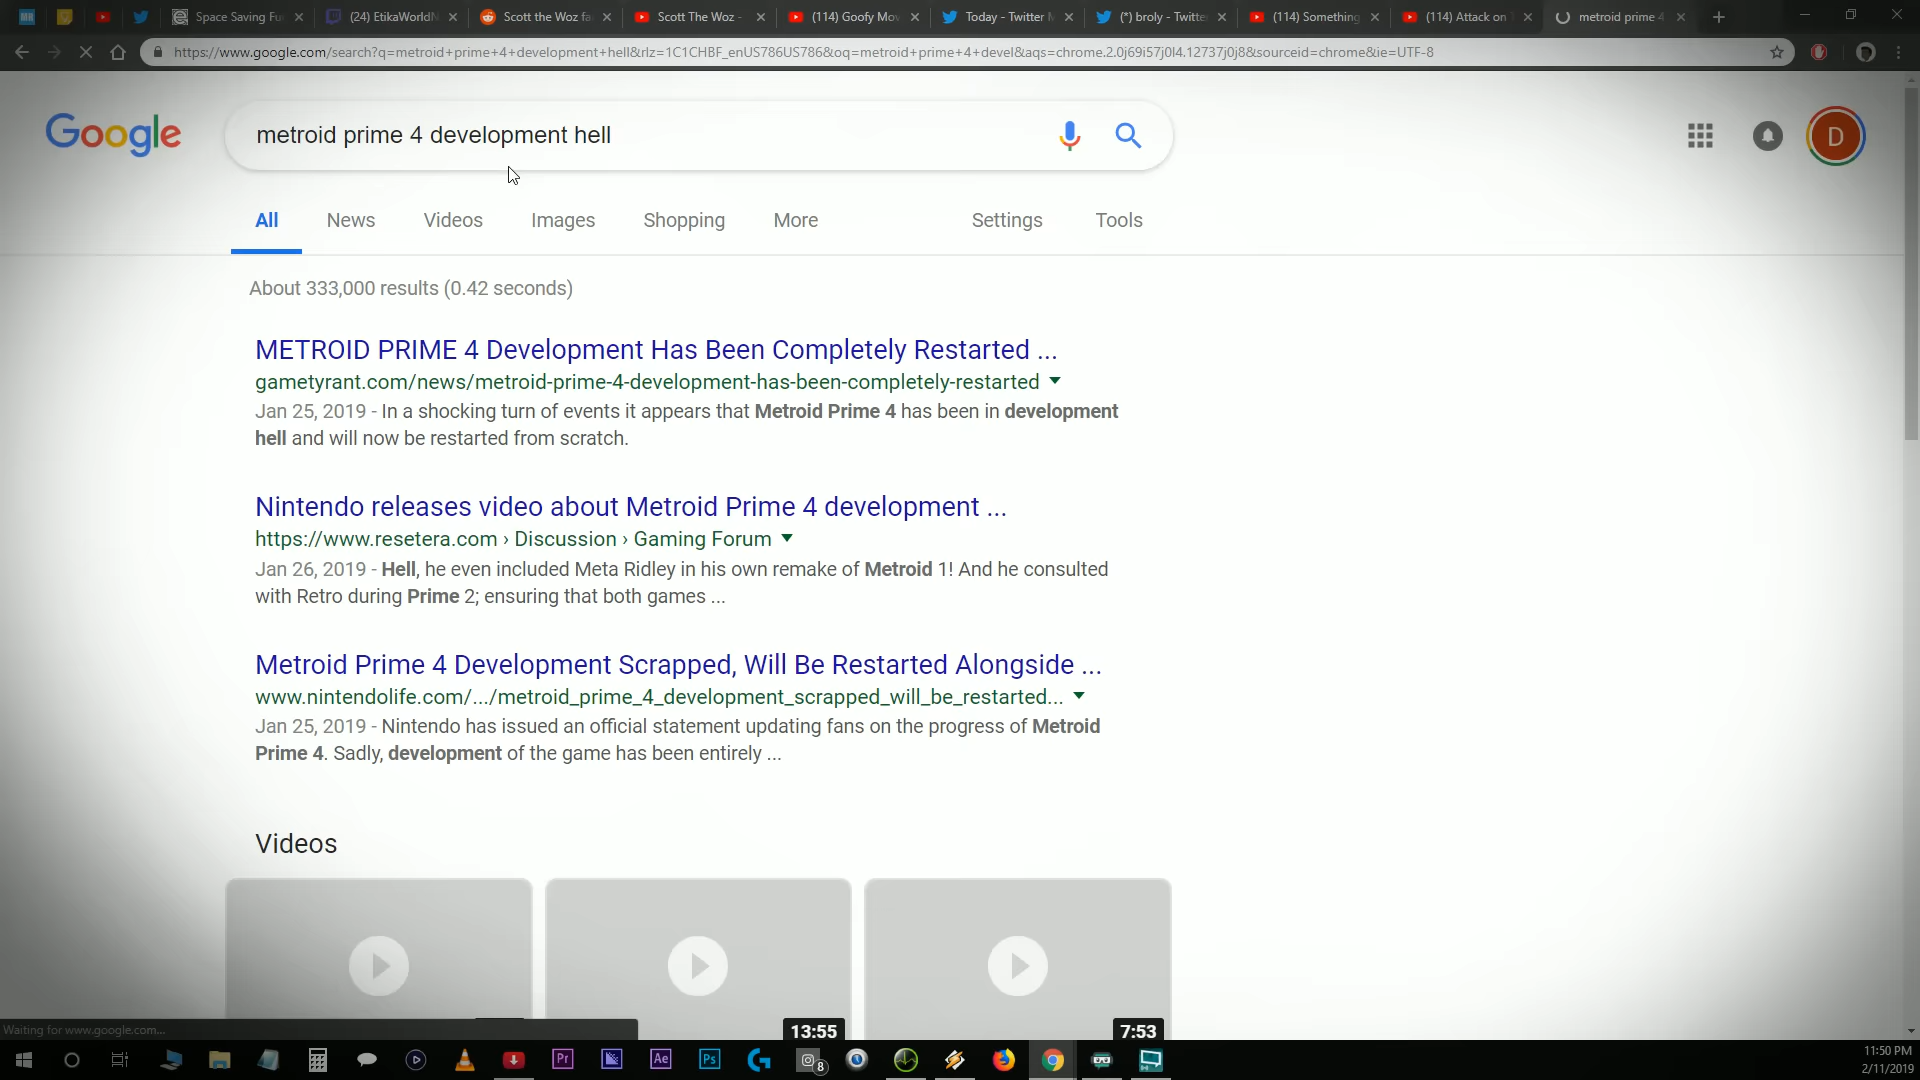 Space Saving Fu
(24) EtikaWorldN
Scott the Woz fa
Scott The Woz -
(114) Goofy Mov
Today - Twitter M
(*) broly - Twitte
(114) Something
(114) Attack on T
metroid prime 4
https://www.google.com/search?q=metroid+prime+4+development+hell&rlz=1C1CHBF_enUS786US786&oq=metroid+prime+4+devel&aqs=chrome.2.0j69i57j0l4.12737j0j8&sourceid=chrome&ie=UTF-8
Google
metroid prime 4 development hell
D
All News Videos Images Shopping More Settings Tools
About 333,000 results (0.42 seconds)
METROID PRIME 4 Development Has Been Completely Restarted ...
gametyrant.com/news/metroid-prime-4-development-has-been-completely-restarted
Jan 25, 2019 - In a shocking turn of events it appears that Metroid Prime 4 has been in development
hell and will now be restarted from scratch.
Nintendo releases video about Metroid Prime 4 development ...
https://www.resetera.com › Discussion › Gaming Forum
Jan 26, 2019 - Hell, he even included Meta Ridley in his own remake of Metroid 1! And he consulted
with Retro during Prime 2; ensuring that both games ...
Metroid Prime 4 Development Scrapped, Will Be Restarted Alongside ...
www.nintendolife.com/.../metroid_prime_4_development_scrapped_will_be_restarted...
Jan 25, 2019 - Nintendo has issued an official statement updating fans on the progress of Metroid
Prime 4. Sadly, development of the game has been entirely ...
Videos
13:55
7:53
Waiting for www.google.com...
Pr
Ae
Ps
8
11:50 PM
2/11/2019